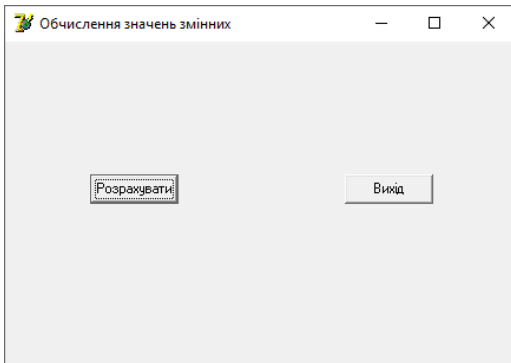 Обчислення значень змінних
Розрахувати
Вихід